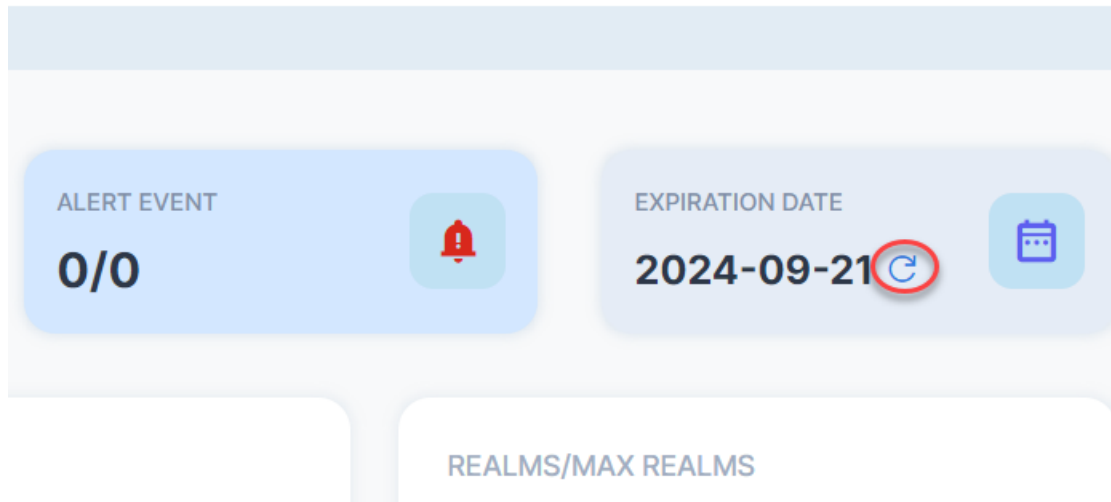 ALERT EVENT
0/0
EXPIRATION DATE
2024-09-21
REALMS/MAX REALMS